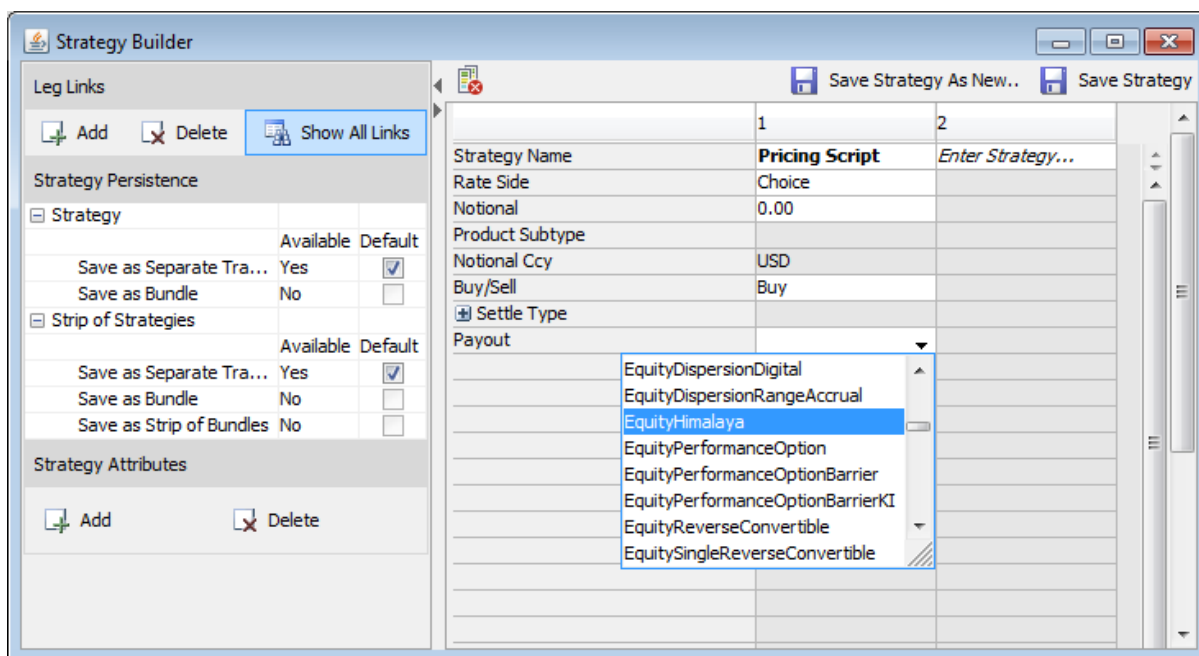 Strategy Builder
Leg Links
Save Strategy As New..
Save Strategy
Add
Delete
Show All Links
Strategy Persistence
Strategy
Available Default
Save as Separate Tra... Yes
Save as Bundle No
Strip of Strategies
Available Default
Save as Separate Tra... Yes
Save as Bundle No
Save as Strip of Bundles No
Strategy Attributes
Add
Delete
1 2
Strategy Name Pricing Script Enter Strategy...
Rate Side Choice
Notional 0.00
Product Subtype
Notional Ccy USD
Buy/Sell Buy
Settle Type
Payout
EquityDispersionDigital
EquityDispersionRangeAccrual
EquityHimalaya
EquityPerformanceOption
EquityPerformanceOptionBarrier
EquityPerformanceOptionBarrierKI
EquityReverseConvertible
EquitySingleReverseConvertible